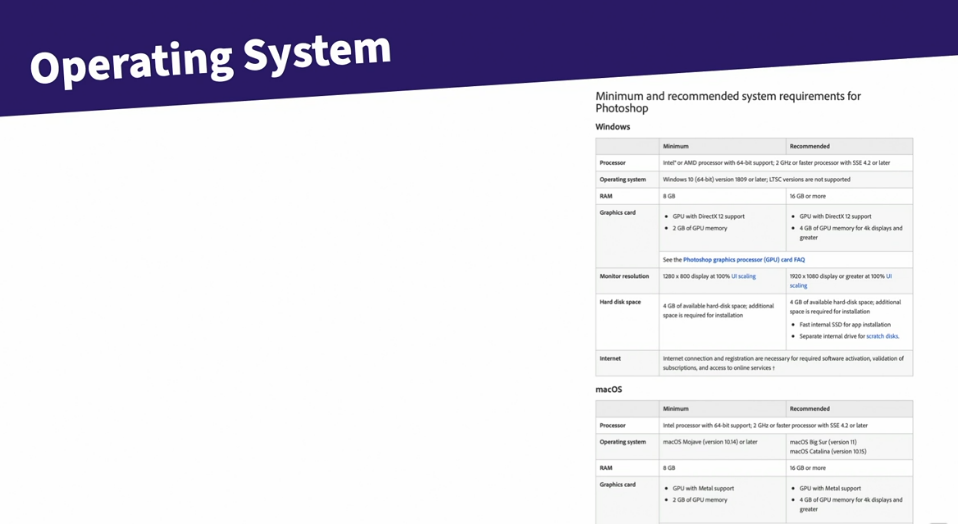 Operating System
Minimum and recommended system requirements for
Photoshop
Windows
Minimum Recommended
Processor Intel® or AMD processor with 64-bit support; 2 GHz or faster processor with SSE 4.2 or later
Operating system Windows 10 (64-bit) version 1809 or later; LTSC versions are not supported
RAM 8 GB 16 GB or more
Graphics card
• GPU with DirectX 12 support • GPU with DirectX 12 support
• 2 GB of GPU memory • 4 GB of GPU memory for 4k displays and
greater
See the Photoshop graphics processor (GPU) card FAQ
Monitor resolution 1280 x 800 display at 100% UI scaling 1920 x 1080 display or greater at 100% UI
scaling
Hard disk space 4 GB of available hard-disk space; additional
space is required for installation
4 GB of available hard-disk space; additional
space is required for installation
• Fast internal SSD for app installation
• Separate internal drive for scratch disks.
Internet Internet connection and registration are necessary for required software activation, validation of
subscriptions, and access to online services †
macOS
Minimum Recommended
Processor Intel processor with 64-bit support; 2 GHz or faster processor with SSE 4.2 or later
Operating system macOS Mojave (version 10.14) or later macOS Big Sur (version 11)
macOS Catalina (version 10.15)
RAM 8 GB 16 GB or more
Graphics card
• GPU with Metal support • GPU with Metal support
• 2 GB of GPU memory • 4 GB of GPU memory for 4k displays and
greater